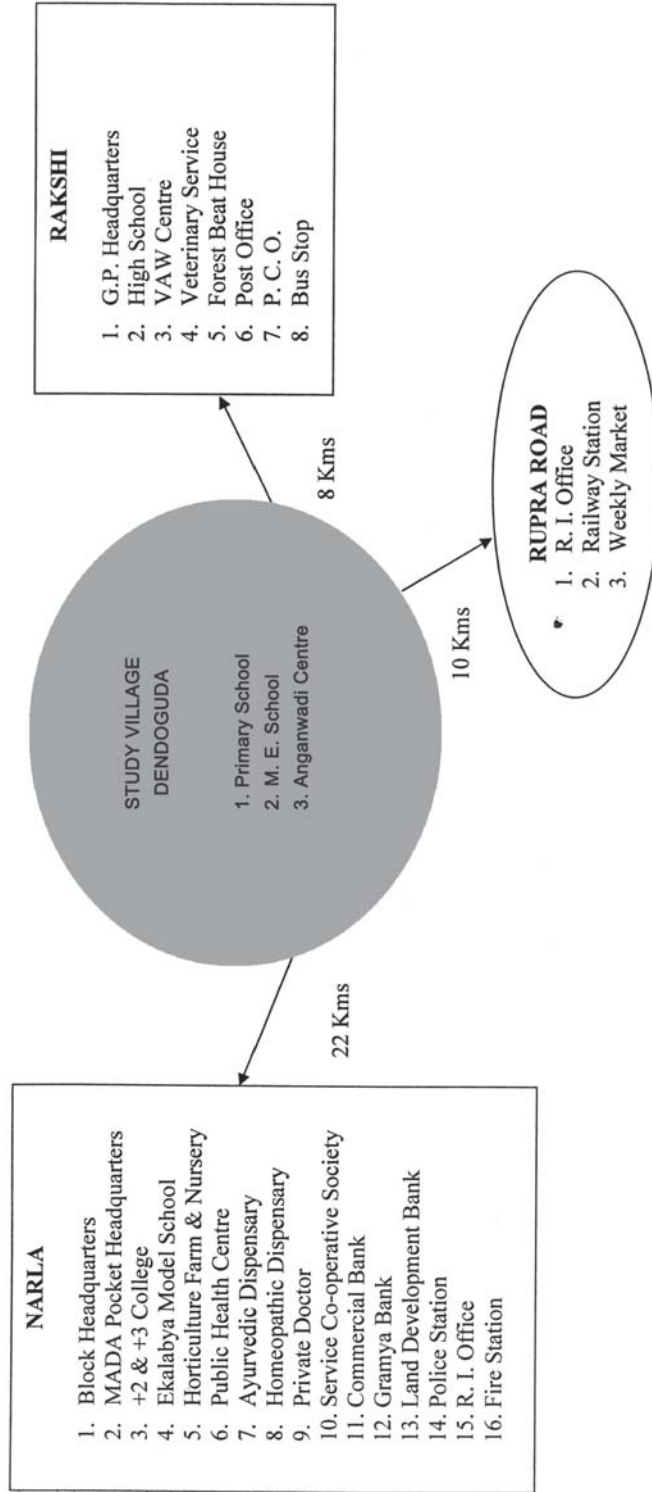 NARLA
1. Block Headquarters
2. MADA Pocket Headquarters
3. +2 & +3 College
4. Ekalabya Model School
5. Horticulture Farm & Nursery
6. Public Health Centre
7. Ayurvedic Dispensary
8. Homeopathic Dispensary
9. Private Doctor
10. Service Co-operative Society
11. Commercial Bank
12. Gramya Bank
13. Land Development Bank
14. Police Station
15. R. I. Office
16. Fire Station
22 Kms
STUDY VILLAGE
DENDOGUDA
1. Primary School
2. M. E. School
3. Anganwadi Centre
8 Kms
10 Kms
RAKSHI
1. G.P. Headquarters
2. High School
3. VAW Centre
4. Veterinary Service
5. Forest Beat House
6. Post Office
7. P. C. O.
8. Bus Stop
RUPRA ROAD
1. R. I. Office
2. Railway Station
3. Weekly Market